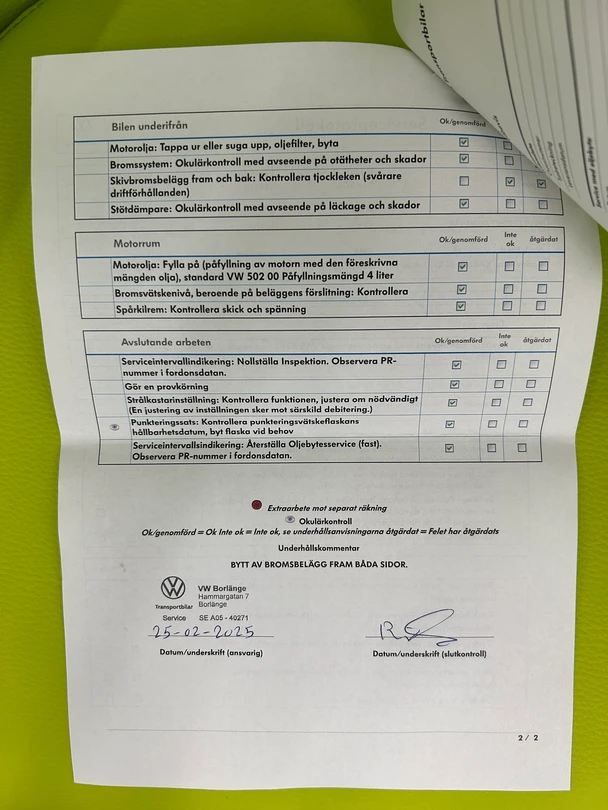 portbilar
Bilen underifrån
Ok/genomförd
Motorolja: Tappa ur eller suga upp, oljefilter, byta
Bromssystem: Okulärkontroll med avseende på otätheter och skador
Skivbromsbelägg fram och bak: Kontrollera tjockleken (svårare
driftförhållanden)
Stötdämpare: Okulärkontroll med avseende på läckage och skador
Motorrum
Ok/genomförd
Inte
ok
åtgärdat
Motorolja: Fylla på (påfyllning av motorn med den föreskrivna
mängden olja), standard VW 502 00 Påfyllningsmängd 4 liter
Bromsvätskenivå, beroende på beläggens förslitning: Kontrollera
Spårkilrem: Kontrollera skick och spänning
Avslutande arbeten
Ok/genomförd
Inte
ok
åtgärdat
Serviceintervallindikering: Nollställa Inspektion. Observera PR-
nummer i fordonsdatan.
Gör en provkörning
Strålkastarinställning: Kontrollera funktionen, justera om nödvändigt
(En justering av inställningen sker mot särskild debitering.)
Punkteringssats: Kontrollera punkteringsvätskeflaskans
hållbarhetsdatum, byt flaska vid behov
Serviceintervallsindikering: Återställa Oljebytesservice (fast).
Observera PR-nummer i fordonsdatan.
Extraarbete mot separat räkning
Okulärkontroll
Ok/genomförd = Ok Inte ok = Inte ok, se underhållsanvisningarna åtgärdat = Felet har åtgärdats
Underhållskommentar
BYTT AV BROMSBELÄGG FRAM BÅDA SIDOR.
VW Borlänge
Hammargatan 7
Borlänge
Transportbilar
Service SE A05 - 40271
25-02-2025
Datum/underskrift (ansvarig)
Datum/underskrift (slutkontroll)
2 / 2